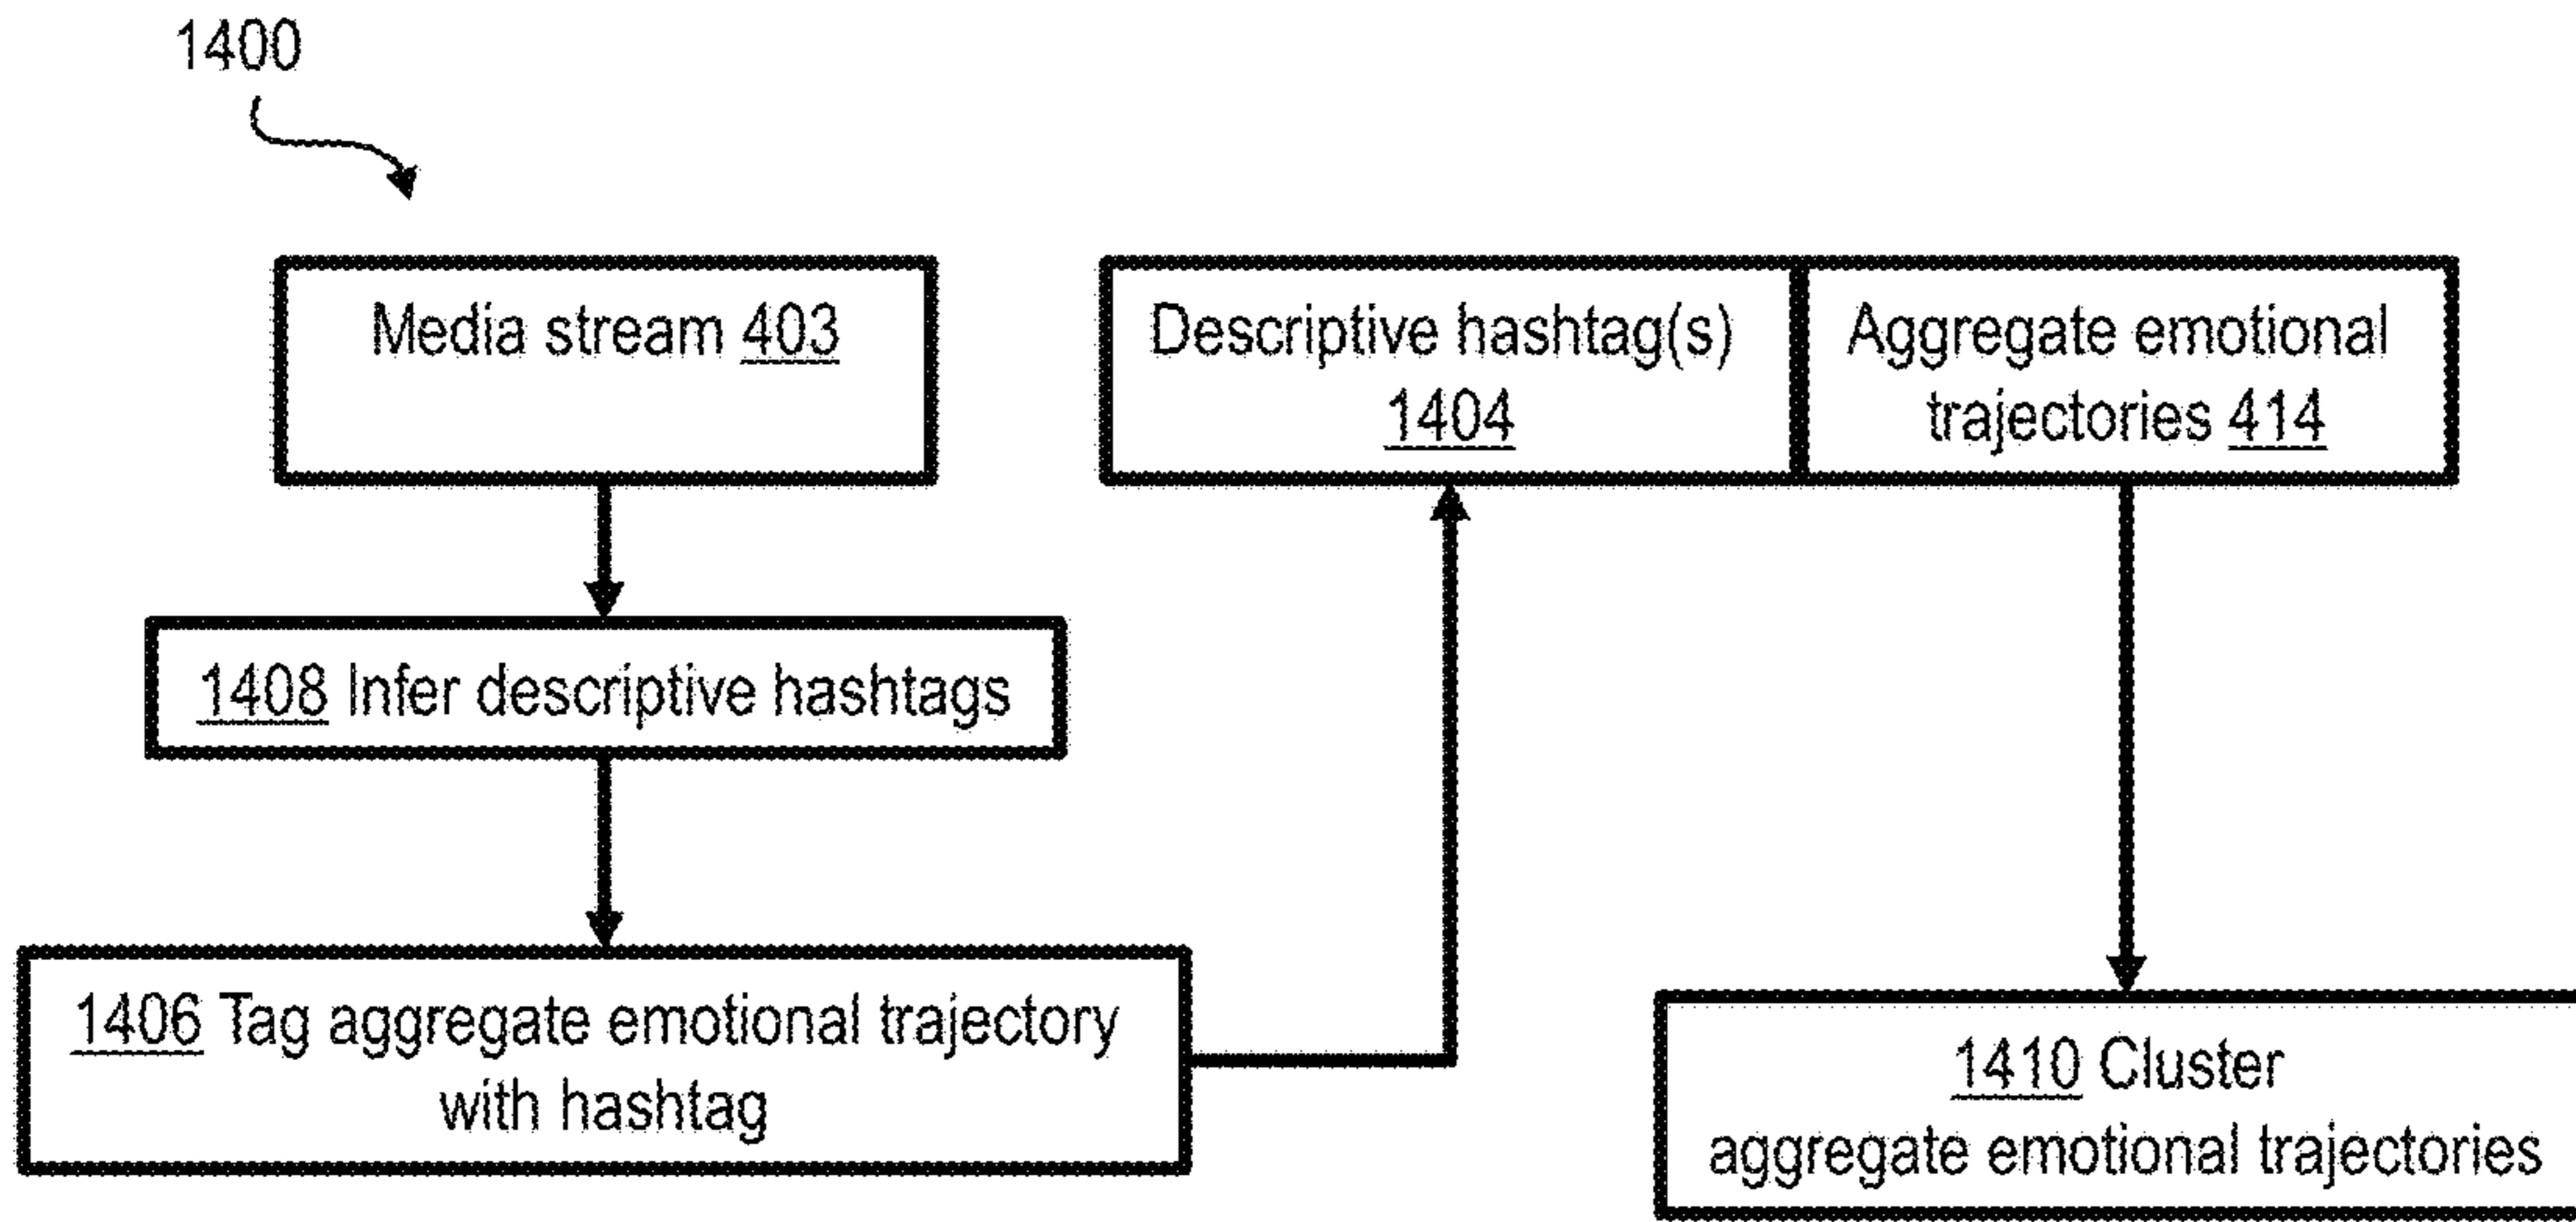 1400
Media stream 403
Descriptive hashtag(s)
1404
Aggregate emotional
trajectories 414
1408 Infer descriptive hashtags
1406 Tag aggregate emotional trajectory
with hashtag
1410 Cluster
aggregate emotional trajectories